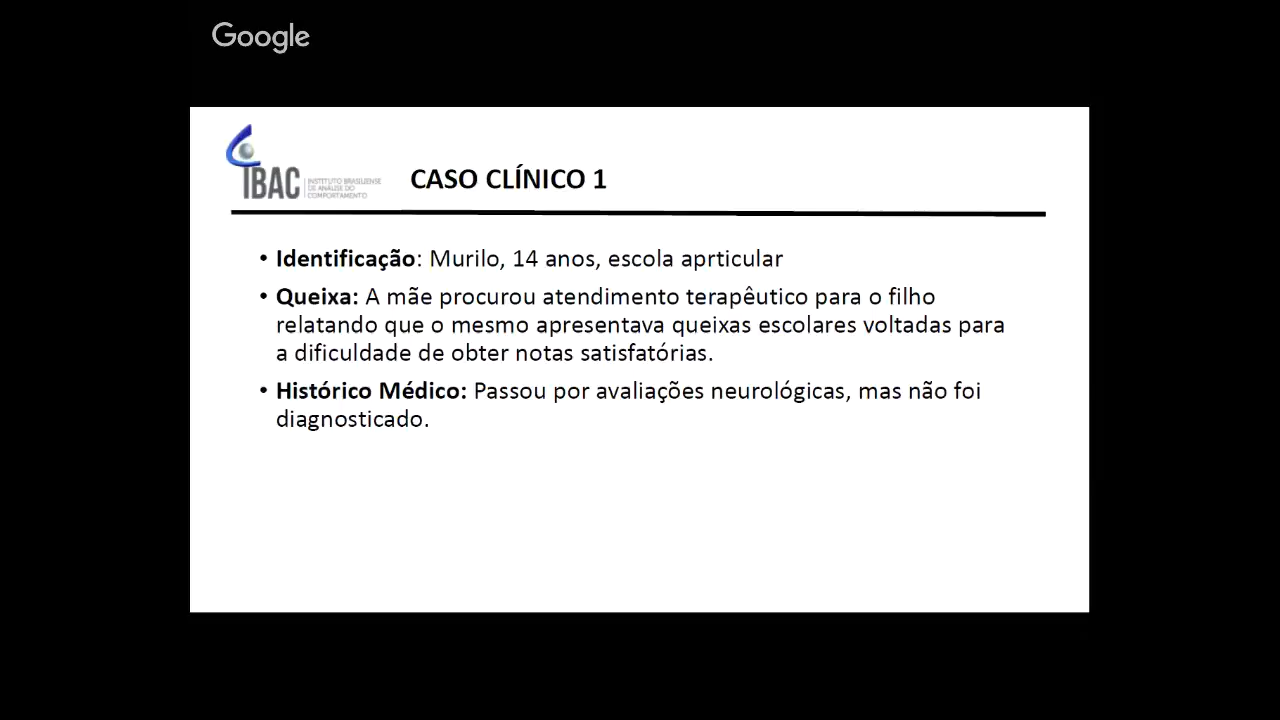 Google
IBAC
INSTITUTO BRASILIENSE
DE ANÁLISE DO
COMPORTAMENTO
CASO CLÍNICO 1
• Identificação: Murilo, 14 anos, escola aprticular
• Queixa: A mãe procurou atendimento terapêutico para o filho
relatando que o mesmo apresentava queixas escolares voltadas para
a dificuldade de obter notas satisfatórias.
• Histórico Médico: Passou por avaliações neurológicas, mas não foi
diagnosticado.